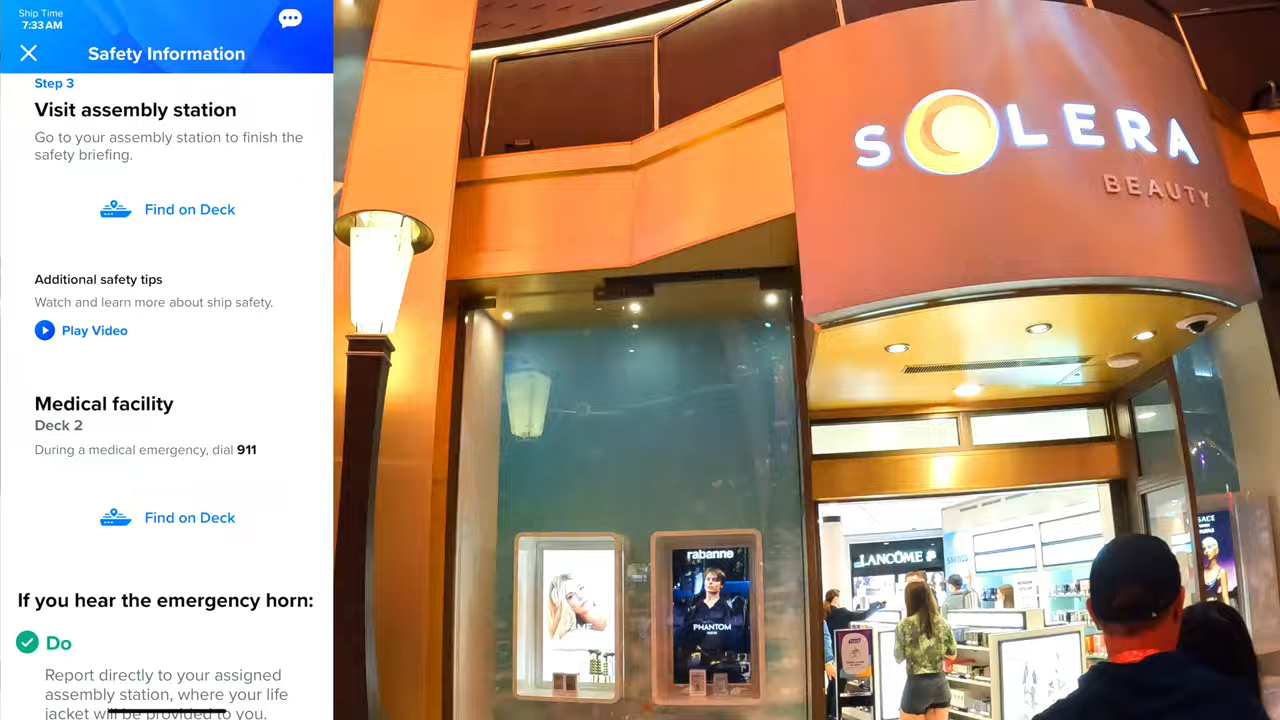 Ship Time
7:33 AM
Safety Information
Step 3
Visit assembly station
Go to your assembly station to finish the
safety briefing.
Find on Deck
Additional safety tips
Watch and learn more about ship safety.
Play Video
Medical facility
Deck 2
During a medical emergency, dial 911
Find on Deck
If you hear the emergency horn:
Do
Report directly to your assigned
assembly station, where your life
jacket will be provided to you.
SOLERA
BEAUTY
LANCÔME
SAVINGS
rabanne
PHANTOM